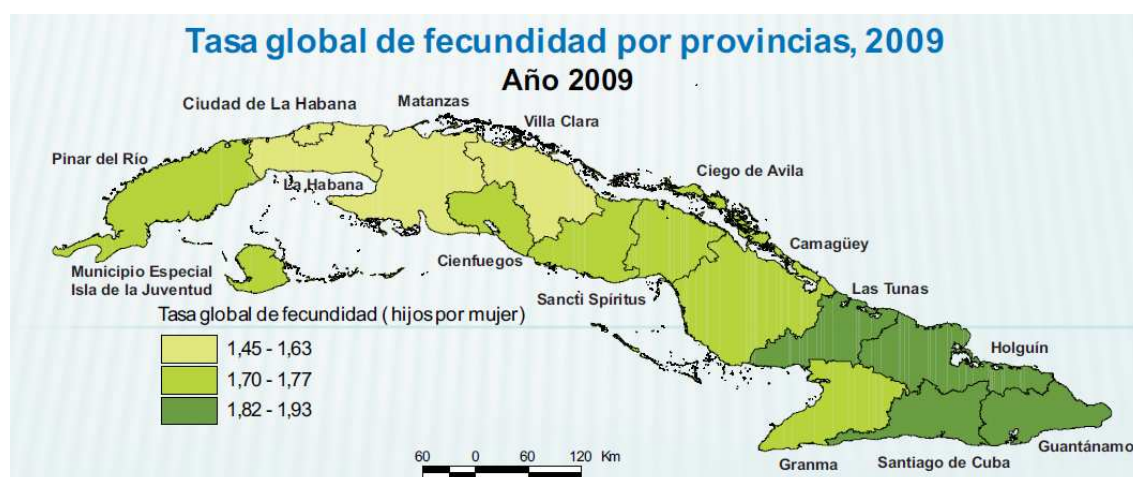 Tasa global de fecundidad por provincias, 2009
Año 2009
Ciudad de La Habana
Matanzas
Villa Clara
Pinar del Río
La Habana
Ciego de Avila
Camagüey
Municipio Especial
Isla de la Juventud
Cienfuegos
Sancti Spíritus
Las Tunas
Holguín
Tasa global de fecundidad (hijos por mujer)
1,45 - 1,63
1,70 - 1,77
1,82 - 1,93
60 0 60 120 Km
Granma
Santiago de Cuba
Guantánamo